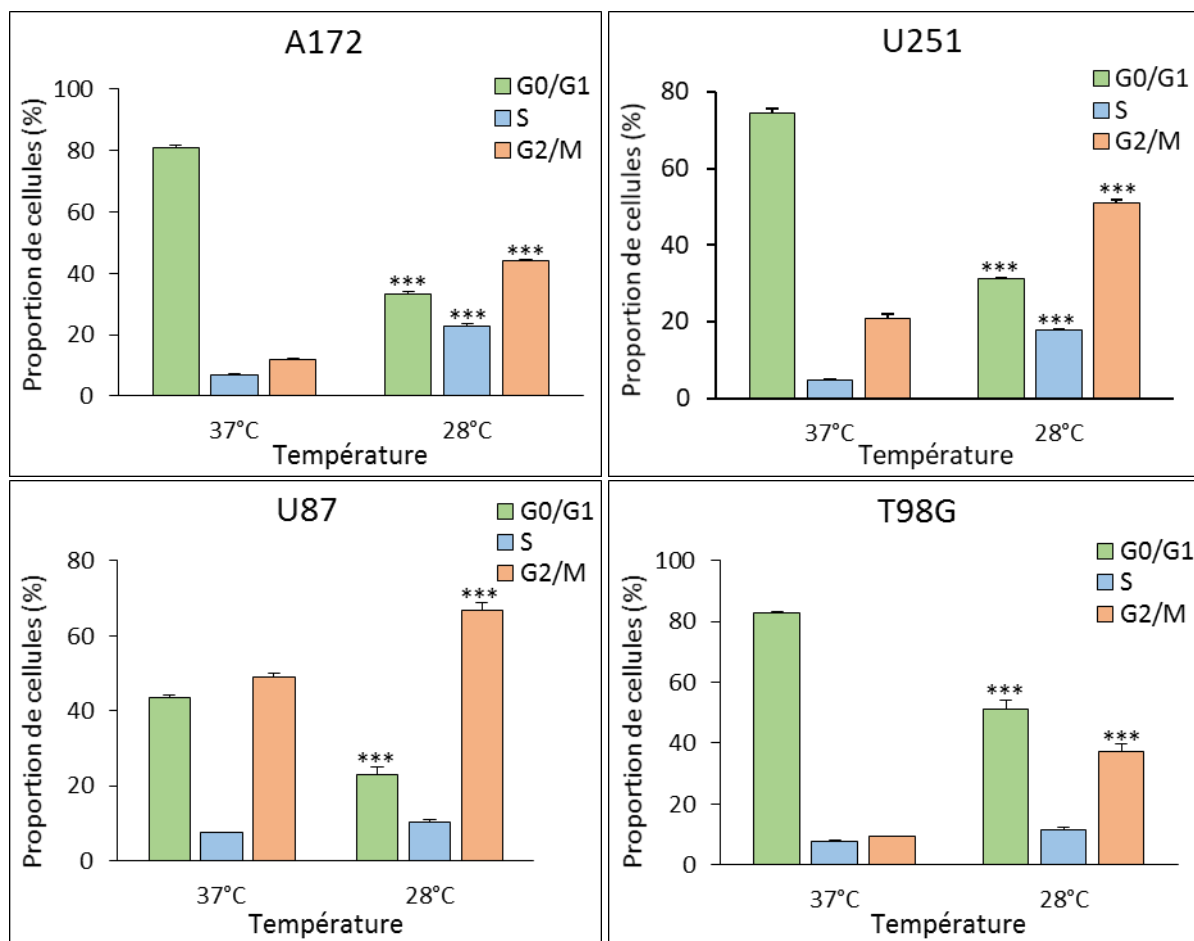 A172
Proportion de cellules (%)
100
80
60
40
20
0
G0/G1
S
G2/M
***
***
***
37°C 28°C
Température
U251
Proportion de cellules (%)
80
60
40
20
0
G0/G1
S
G2/M
***
***
***
37°C 28°C
Température
U87
Proportion de cellules (%)
80
60
40
20
0
G0/G1
S
G2/M
***
***
37°C 28°C
Température
T98G
Proportion de cellules (%)
100
80
60
40
20
0
G0/G1
S
G2/M
***
***
37°C 28°C
Température